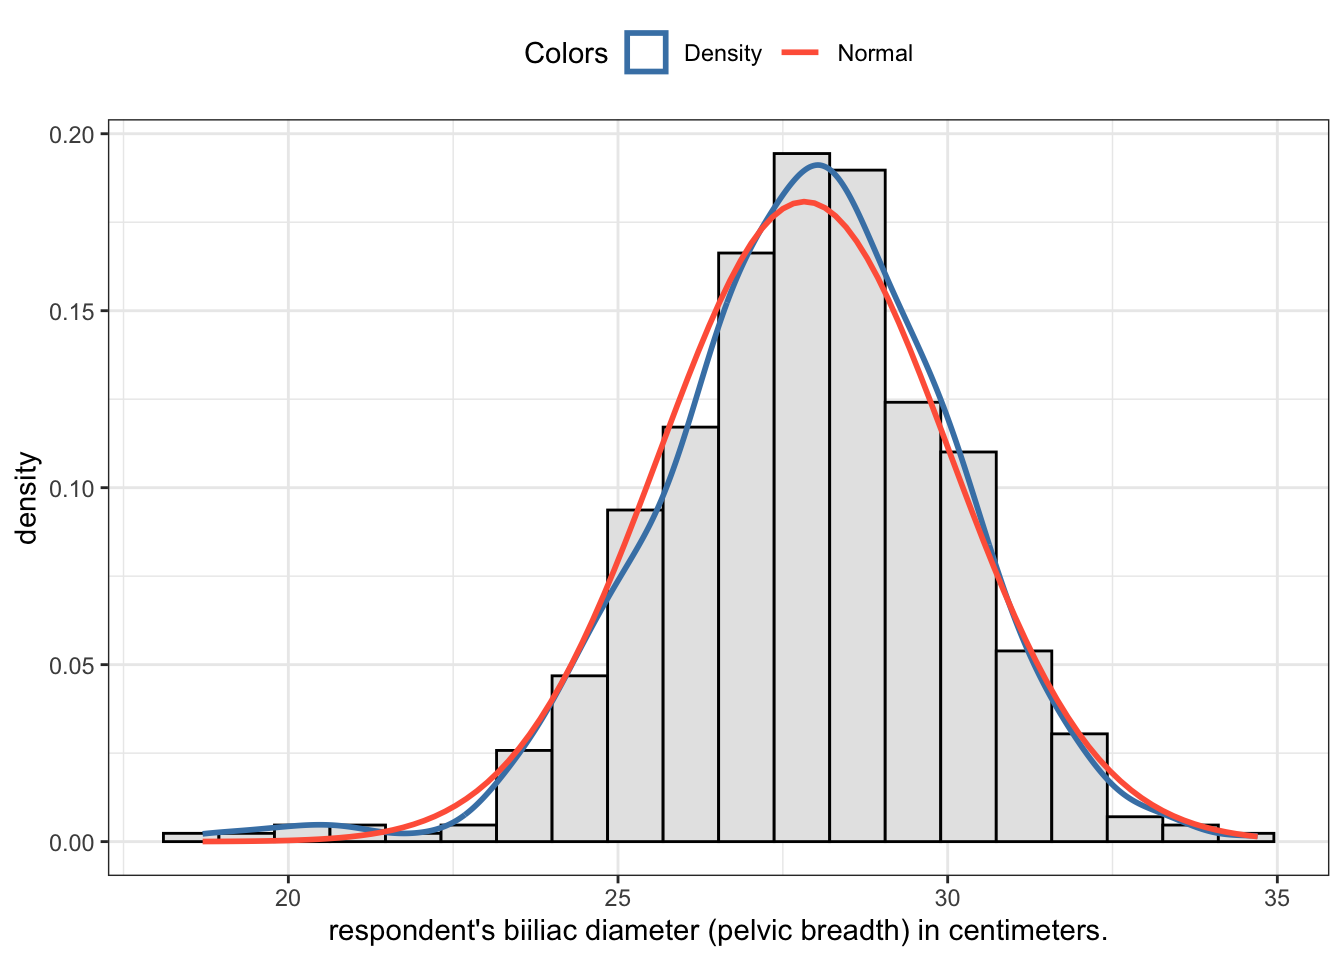 Colors Density Normal
0.20
0.15
0.10
0.05
0.00
density
20 25 30 35
respondent's biiliac diameter (pelvic breadth) in centimeters.